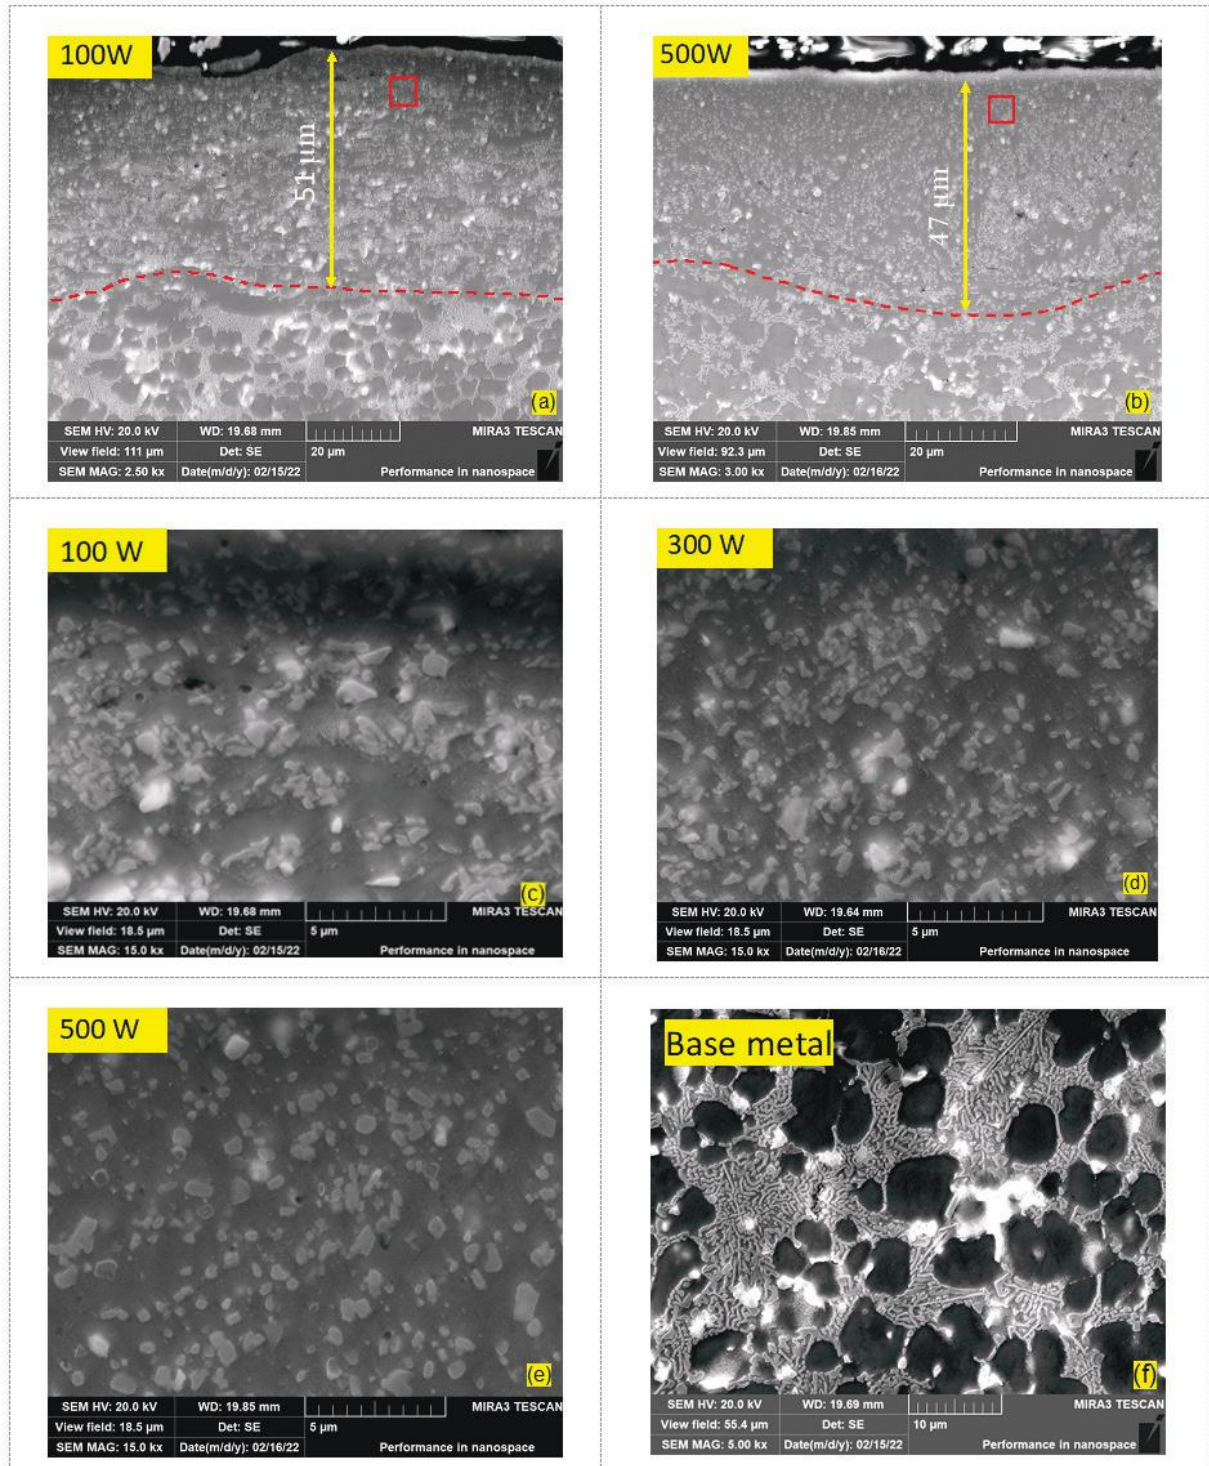 100W
51 µm
(a)
SEM HV: 20.0 kV WD: 19.68 mm MIRA3 TESCAN
View field: 111 µm Det: SE 20 µm
SEM MAG: 2.50 kx Date(m/d/y): 02/15/22 Performance in nanospace
500W
47 µm
(b)
SEM HV: 20.0 kV WD: 19.85 mm MIRA3 TESCAN
View field: 92.3 µm Det: SE 20 µm
SEM MAG: 3.00 kx Date(m/d/y): 02/16/22 Performance in nanospace
100 W
(c)
SEM HV: 20.0 kV WD: 19.68 mm MIRA3 TESCAN
View field: 18.5 µm Det: SE 5 µm
SEM MAG: 15.0 kx Date(m/d/y): 02/15/22 Performance in nanospace
300 W
(d)
SEM HV: 20.0 kV WD: 19.64 mm MIRA3 TESCAN
View field: 18.5 µm Det: SE 5 µm
SEM MAG: 15.0 kx Date(m/d/y): 02/16/22 Performance in nanospace
500 W
(e)
SEM HV: 20.0 kV WD: 19.85 mm MIRA3 TESCAN
View field: 18.5 µm Det: SE 5 µm
SEM MAG: 15.0 kx Date(m/d/y): 02/16/22 Performance in nanospace
Base metal
(f)
SEM HV: 20.0 kV WD: 19.69 mm MIRA3 TESCAN
View field: 55.4 µm Det: SE 10 µm
SEM MAG: 5.00 kx Date(m/d/y): 02/15/22 Performance in nanospace